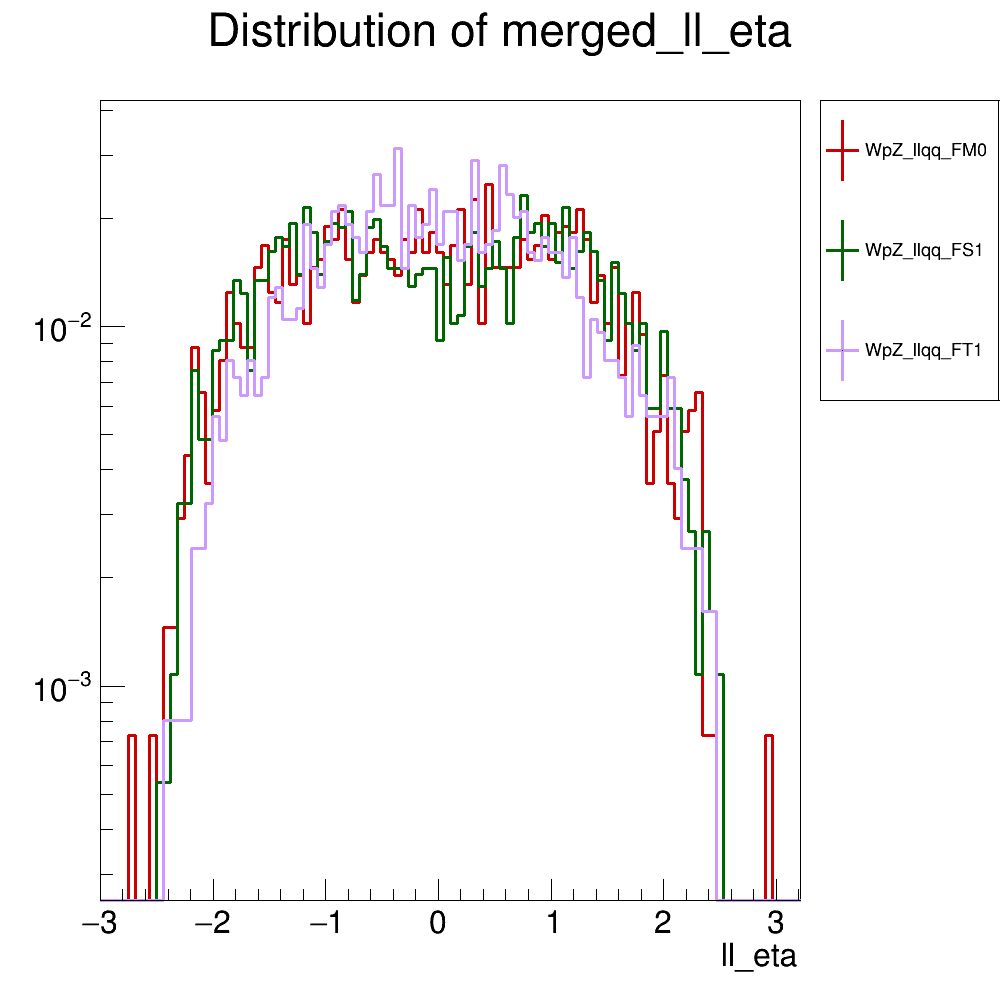 Distribution of merged_ll_eta
WpZ_llqq_FM0
WpZ_llqq_FS1
WpZ_llqq_FT1
10−2
10−3
−3 −2 −1 0 1 2 3
ll_eta